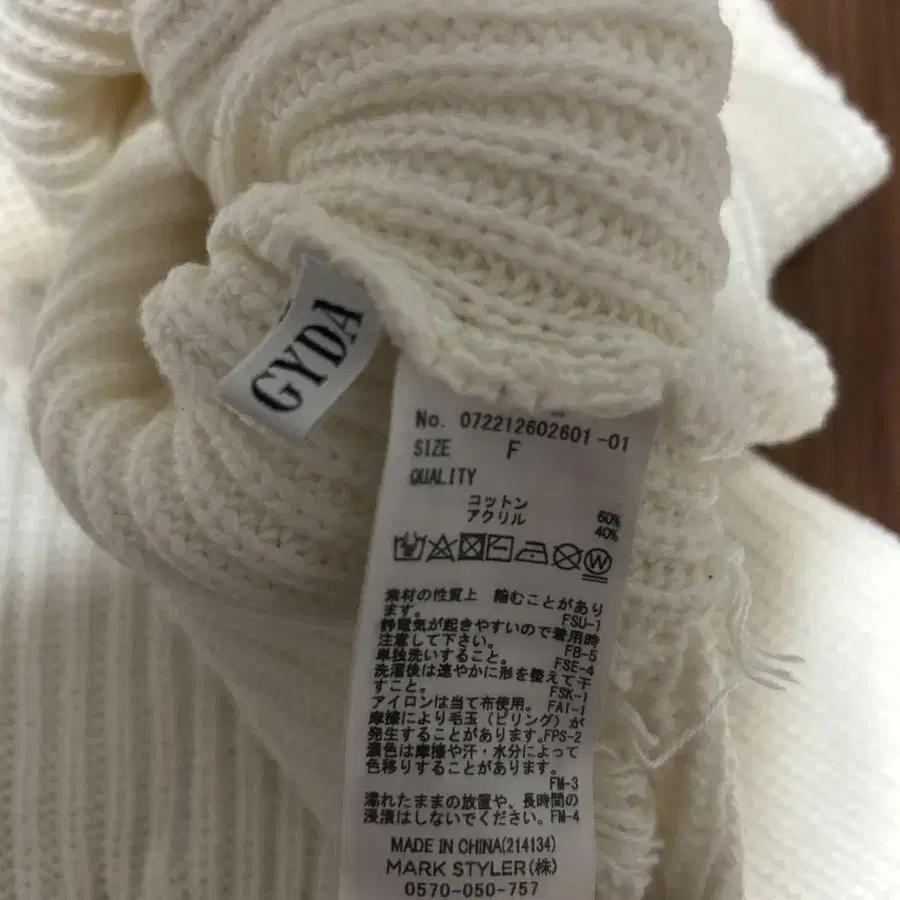 GYDA
No. 072212602601-01
SIZE F
QUALITY
コットン 60%
アクリル 40%
W
素材の性質上 縮むことがあり
ます。 FSU-1
静電気が起きやすいので着用時
注意して下さい。 FB-5
単独洗いすること。 FSE-4
洗濯後は速やかに形を整えて干
すこと。 FSK-1
アイロンは当て布使用。 FAI-1
摩擦により毛玉（ピリング）が
発生することがあります。FPS-2
濃色は摩擦や汗・水分によって
色移りすることがあります。
FM-3
濡れたままの放置や、長時間の
浸漬はしないでください。FM-4
MADE IN CHINA(214134)
MARK STYLER(株)
0570-050-757